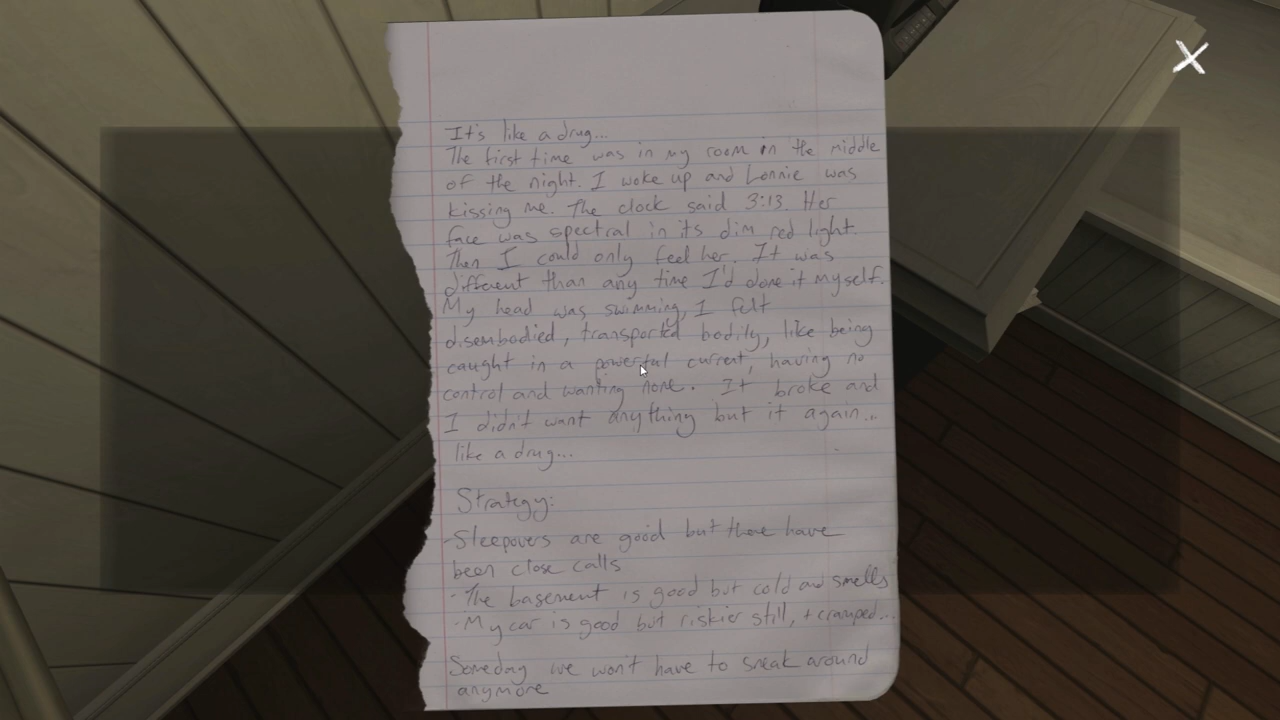 It's like a drug...
The first time was in my room in the middle
of the night. I woke up and Lonnie was
kissing me. The clock said 3:13. Her
face was spectral in its dim red light.
Then I could only feel her. It was
different than any time I'd done it myself.
My head was swimming, I felt
disembodied, transported bodily, like being
caught in a powerful current, having no
control and wanting none. It broke and
I didn't want anything but it again...
like a drug...
Strategy:
-Sleepovers are good but there have
been close calls
-The basement is good but cold and smells
-My car is good but riskier still, + cramped...
Someday we won't have to sneak around
anymore